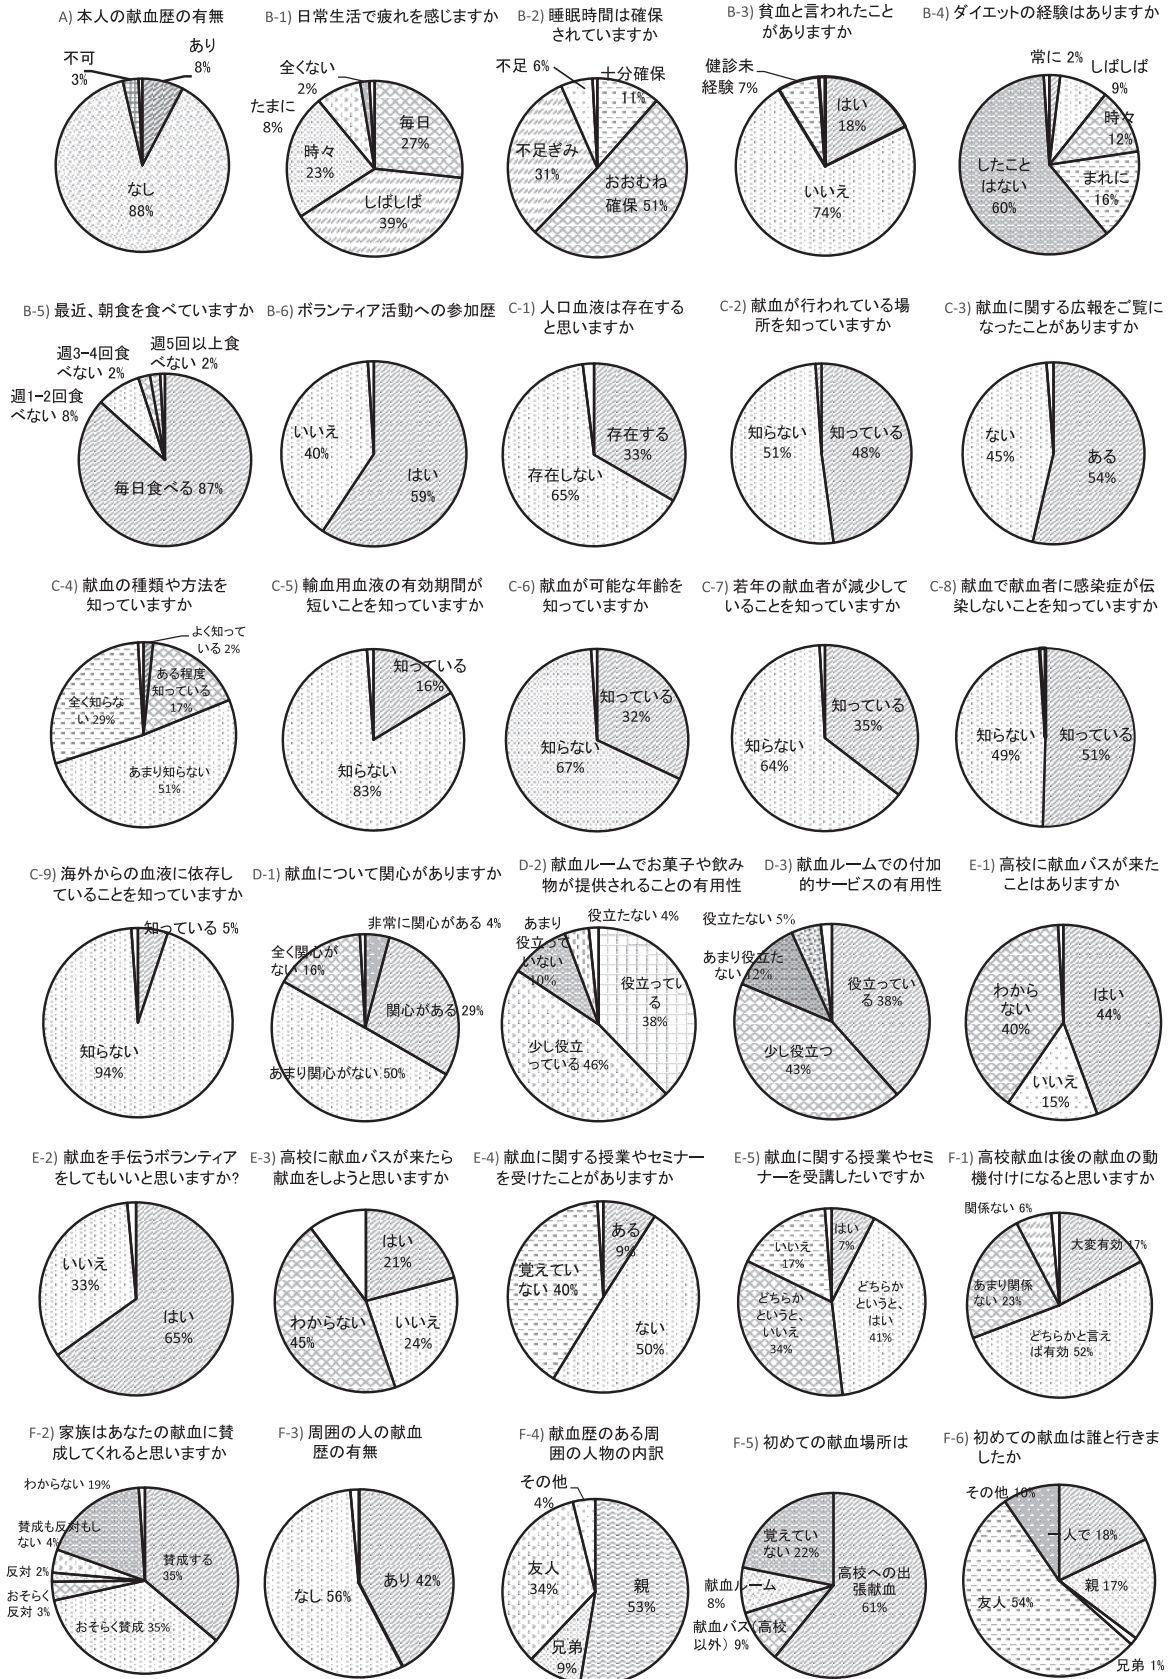 A) 本人の献血歴の有無
不可
3%
あり
8%
なし
88%
B-1) 日常生活で疲れを感じますか
全くない
2%
たまに
8%
毎日
27%
時々
23%
しばしば
39%
B-2) 睡眠時間は確保
されていますか
不足 6%
十分確保
11%
不足ぎみ
31%
おおむね
確保 51%
B-3) 貧血と言われたこと
がありますか
健診未
経験 7%
はい
18%
いいえ
74%
B-4) ダイエットの経験はありますか
常に 2%
しばしば
9%
時々
12%
まれに
16%
したこと
はない
60%
B-5) 最近、朝食を食べていますか
週3-4回食
べない 2%
週5回以上食
べない 2%
週1-2回食
べない 8%
毎日食べる 87%
B-6) ボランティア活動への参加歴
いいえ
40%
はい
59%
C-1) 人口血液は存在する
と思いますか
存在する
33%
存在しない
65%
C-2) 献血が行われている場
所を知っていますか
知らない
51%
知っている
48%
C-3) 献血に関する広報をご覧に
なったことがありますか
ない
45%
ある
54%
C-4) 献血の種類や方法を
知っていますか
よく知って
いる 2%
ある程度
知っている
17%
全く知らな
い 29%
あまり知らない
51%
C-5) 輸血用血液の有効期間が
短いことを知っていますか
知っている
16%
知らない
83%
C-6) 献血が可能な年齢を
知っていますか
知っている
32%
知らない
67%
C-7) 若年の献血者が減少して
いることを知っていますか
知っている
35%
知らない
64%
C-8) 献血で献血者に感染症が伝
染しないことを知っていますか
知らない
49%
知っている
51%
C-9) 海外からの血液に依存し
ていることを知っていますか
知っている 5%
知らない
94%
D-1) 献血について関心がありますか
非常に関心がある 4%
全く関心が
ない 16%
関心がある 29%
あまり関心がない 50%
D-2) 献血ルームでお菓子や飲み
物が提供されることの有用性
役立たない 4%
あまり
役立って
いない
10%
役立ってい
る
38%
少し役立
っている 46%
D-3) 献血ルームでの付加
的サービスの有用性
役立たない 5%
あまり役立た
ない 12%
役立ってい
る 38%
少し役立つ
43%
E-1) 高校に献血バスが来た
ことはありますか
わから
ない
40%
はい
44%
いいえ
15%
E-2) 献血を手伝うボランティア
をしてもいいと思いますか?
いいえ
33%
はい
65%
E-3) 高校に献血バスが来たら
献血をしようと思いますか
はい
21%
わからない
45%
いいえ
24%
E-4) 献血に関する授業やセミナー
を受けたことがありますか
ある
9%
覚えてい
ない 40%
ない
50%
E-5) 献血に関する授業やセミ
ナーを受講したいですか
はい
7%
いいえ
17%
どちらか
というと、
はい
41%
どちらか
というと、
いいえ
34%
F-1) 高校献血は後の献血の動
機付けになると思いますか
関係ない 6%
大変有効 17%
あまり関係
ない 23%
どちらかと言え
ば有効 52%
F-2) 家族はあなたの献血に賛
成してくれると思いますか
わからない 19%
賛成も反対もし
ない 4%
反対 2%
おそらく
反対 3%
賛成する
35%
おそらく賛成 35%
F-3) 周囲の人の献血
歴の有無
なし 56%
あり 42%
F-4) 献血歴のある周
囲の人物の内訳
その他
4%
友人
34%
親
53%
兄弟
9%
F-5) 初めての献血場所は
覚えてい
ない 22%
献血ルーム
8%
献血バス(高校
以外) 9%
高校への出
張献血
61%
F-6) 初めての献血は誰と行きま
したか
その他 10%
一人で 18%
親 17%
友人 54%
兄弟 1%